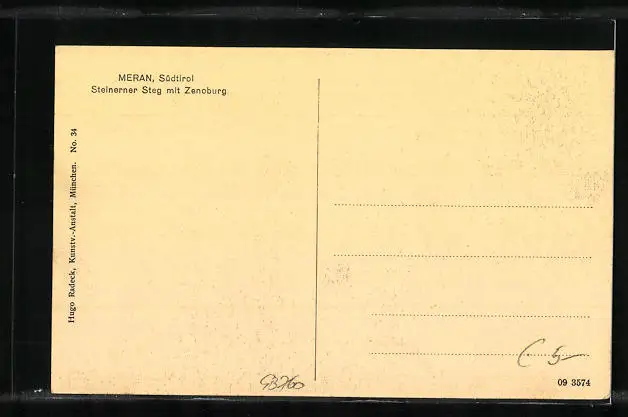 MERAN, Südtirol
Steinerner Steg mit Zenoburg
Hugo Radeck, Kunstv.-Anstalt, München. No. 34
09 3574